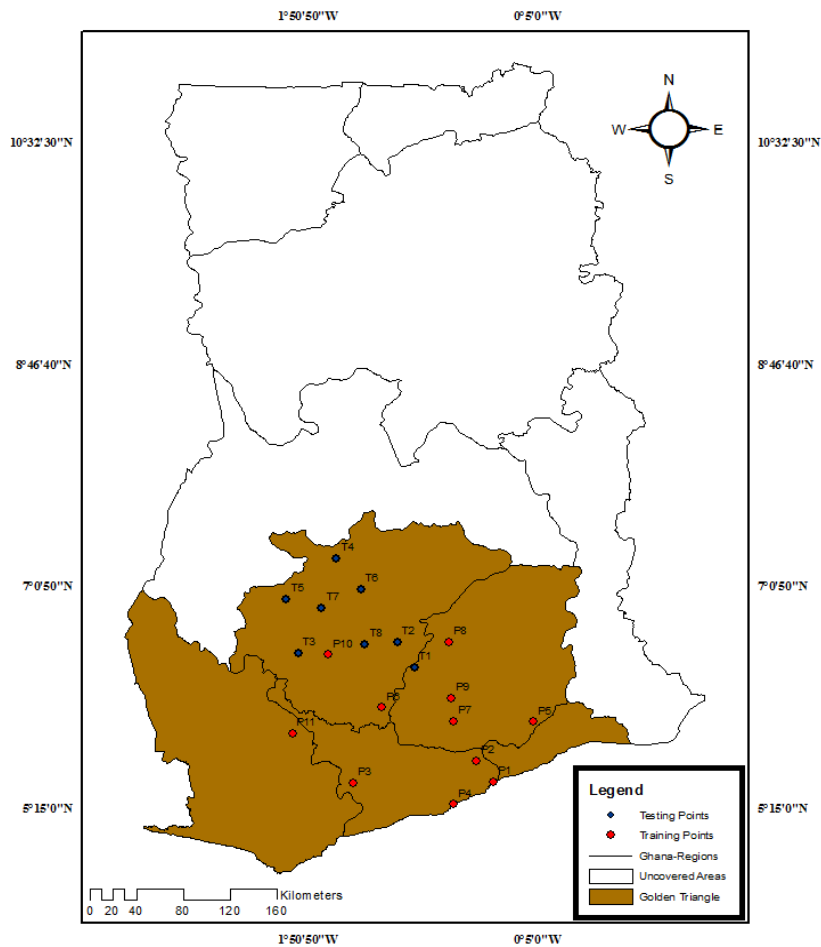 1°50'50"W 0°5'0"W
N
W E
S
10°32'30"N 10°32'30"N
8°46'40"N 8°46'40"N
T4
T6
7°0'50"N 7°0'50"N
T5
T7
T8 T2 P8
T3 P10
T1
P9
P6
P7 P5
P11
P2
P3 P1
P4
5°15'0"N 5°15'0"N
Legend
Testing Points
Training Points
Ghana-Regions
Uncovered Areas
Golden Triangle
Kilometers
0 20 40 80 120 160
1°50'50"W 0°5'0"W